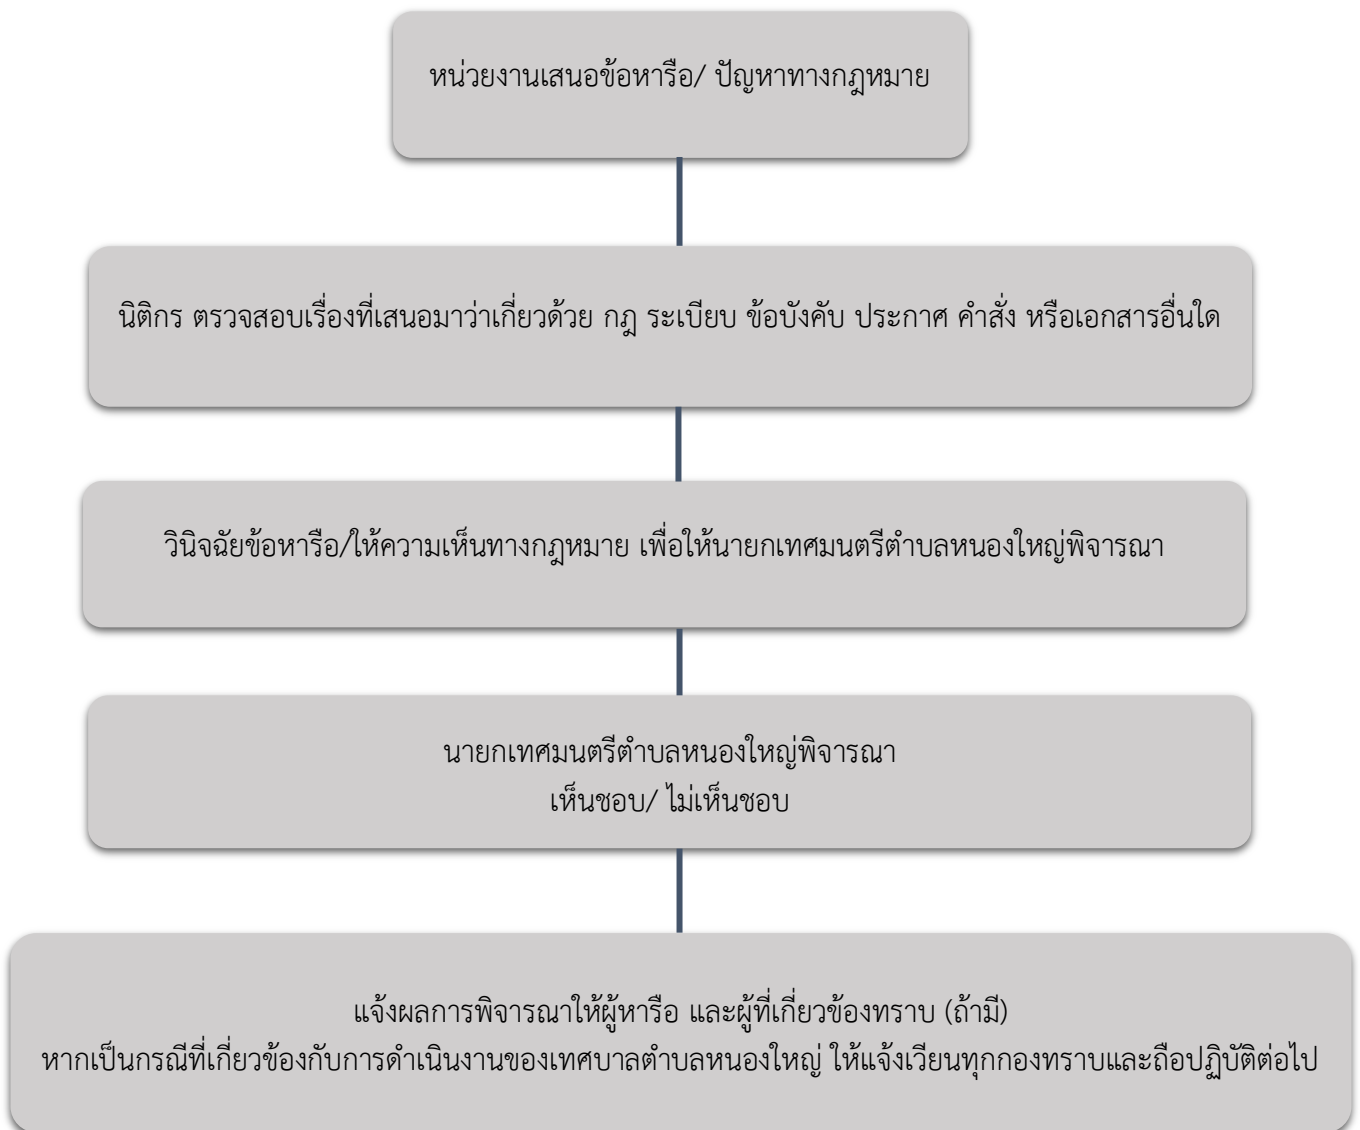 หน่วยงานเสนอข้อหารือ/ ปัญหาทางกฎหมาย
นิติกร ตรวจสอบเรื่องที่เสนอมาว่าเกี่ยวด้วย กฎ ระเบียบ ข้อบังคับ ประกาศ คำสั่ง หรือเอกสารอื่นใด
วินิจฉัยข้อหารือ/ให้ความเห็นทางกฎหมาย เพื่อให้นายกเทศมนตรีตำบลหนองใหญ่พิจารณา
นายกเทศมนตรีตำบลหนองใหญ่พิจารณา
เห็นชอบ/ ไม่เห็นชอบ
แจ้งผลการพิจารณาให้ผู้หารือ และผู้ที่เกี่ยวข้องทราบ (ถ้ามี)
หากเป็นกรณีที่เกี่ยวข้องกับการดำเนินงานของเทศบาลตำบลหนองใหญ่ ให้แจ้งเวียนทุกกองทราบและถือปฏิบัติต่อไป